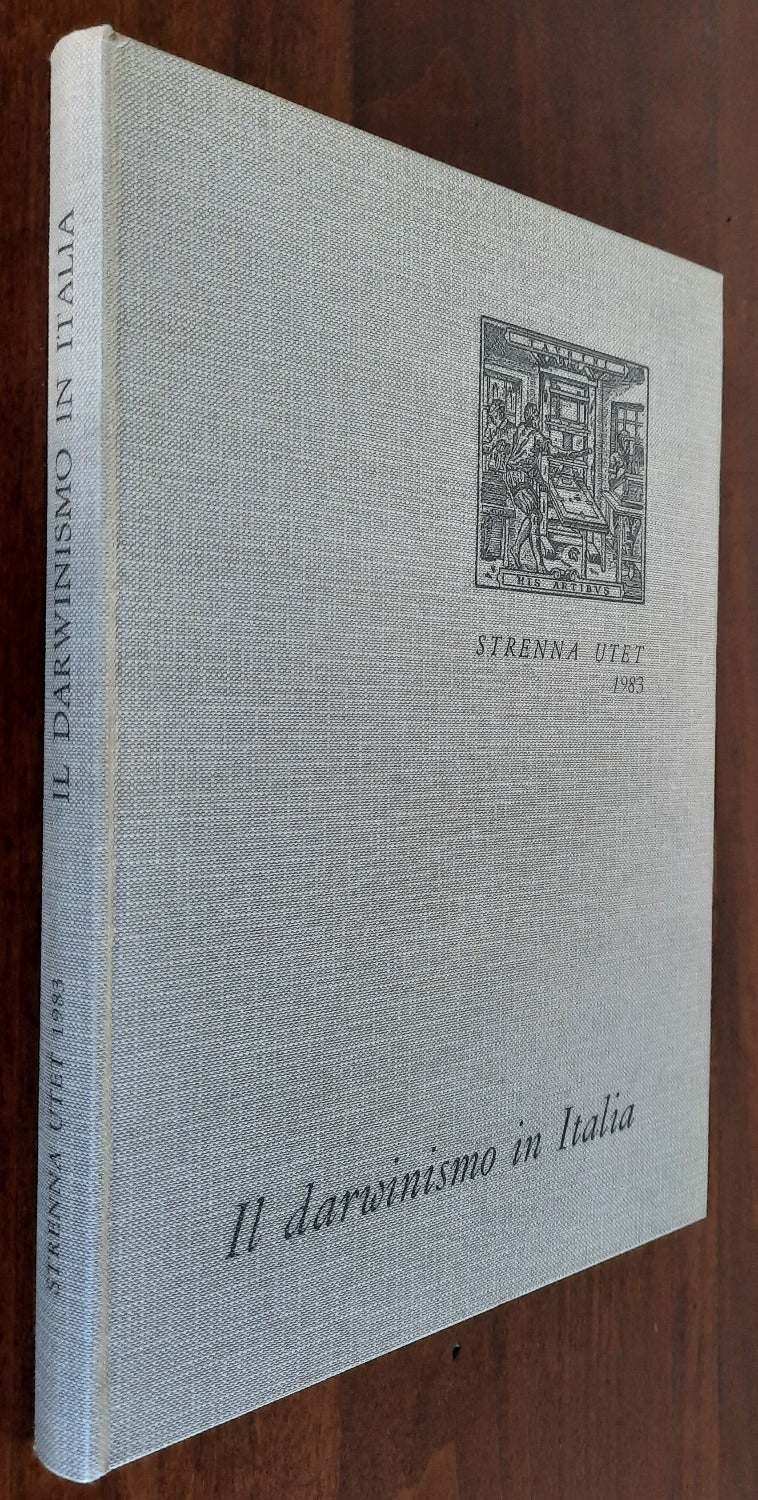 STRENNA UTET 1983 IL DARWINISMO IN ITALIA
HIS ARTIBVS
STRENNA UTET
1983
Il darwinismo in Italia